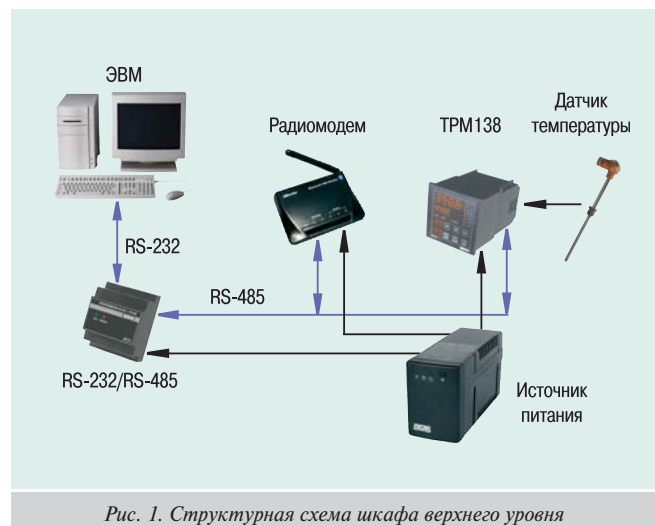 ЭВМ
Радиомодем
ТРМ138
Датчик
температуры
RS-232
RS-485
RS-232/RS-485
Источник
питания
Рис. 1. Структурная схема шкафа верхнего уровня